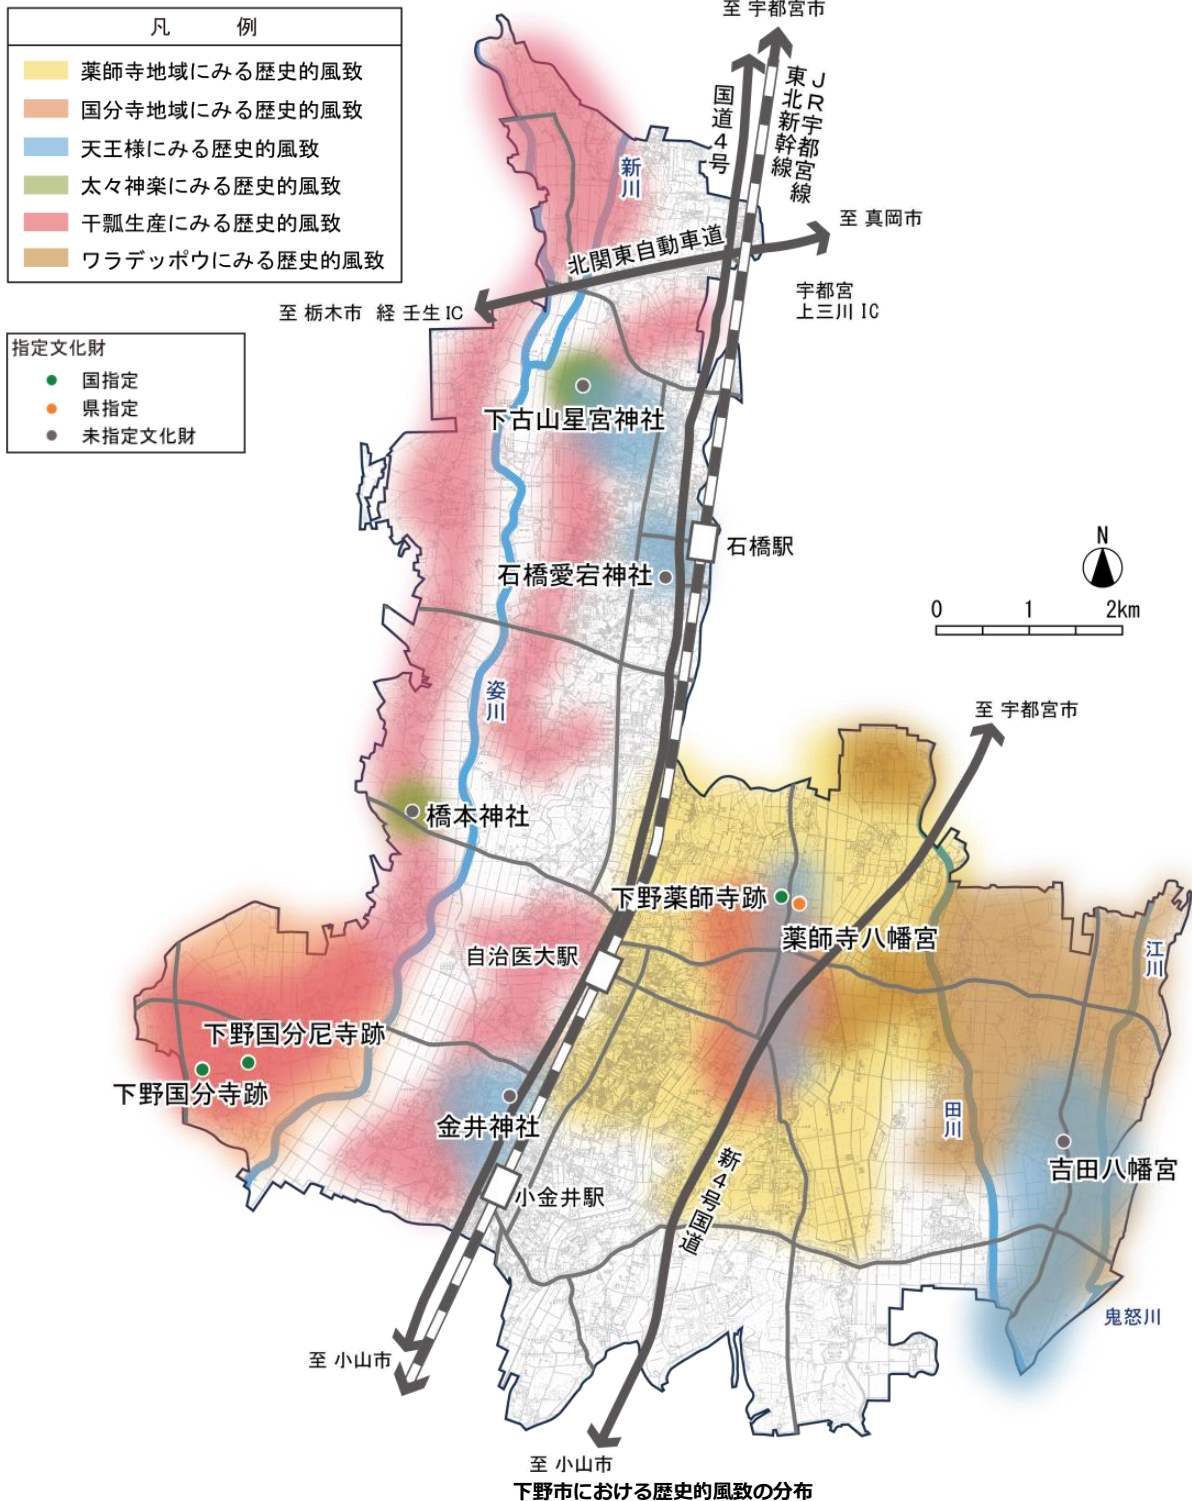 凡　例
薬師寺地域にみる歴史的風致
国分寺地域にみる歴史的風致
天王様にみる歴史的風致
太々神楽にみる歴史的風致
干瓢生産にみる歴史的風致
ワラデッポウにみる歴史的風致
指定文化財
国指定
県指定
未指定文化財
至 宇都宮市
国道4号
JR宇都宮線
東北新幹線
新川
至 真岡市
北関東自動車道
宇都宮
上三川IC
至 栃木市 経 壬生IC
下古山星宮神社
石橋駅
石橋愛宕神社
N
0 1 2km
姿川
至 宇都宮市
橋本神社
下野薬師寺跡
薬師寺八幡宮
自治医大駅
江川
下野国分尼寺跡
下野国分寺跡
金井神社
田川
吉田八幡宮
新4号国道
小金井駅
鬼怒川
至 小山市
至 小山市
下野市における歴史的風致の分布